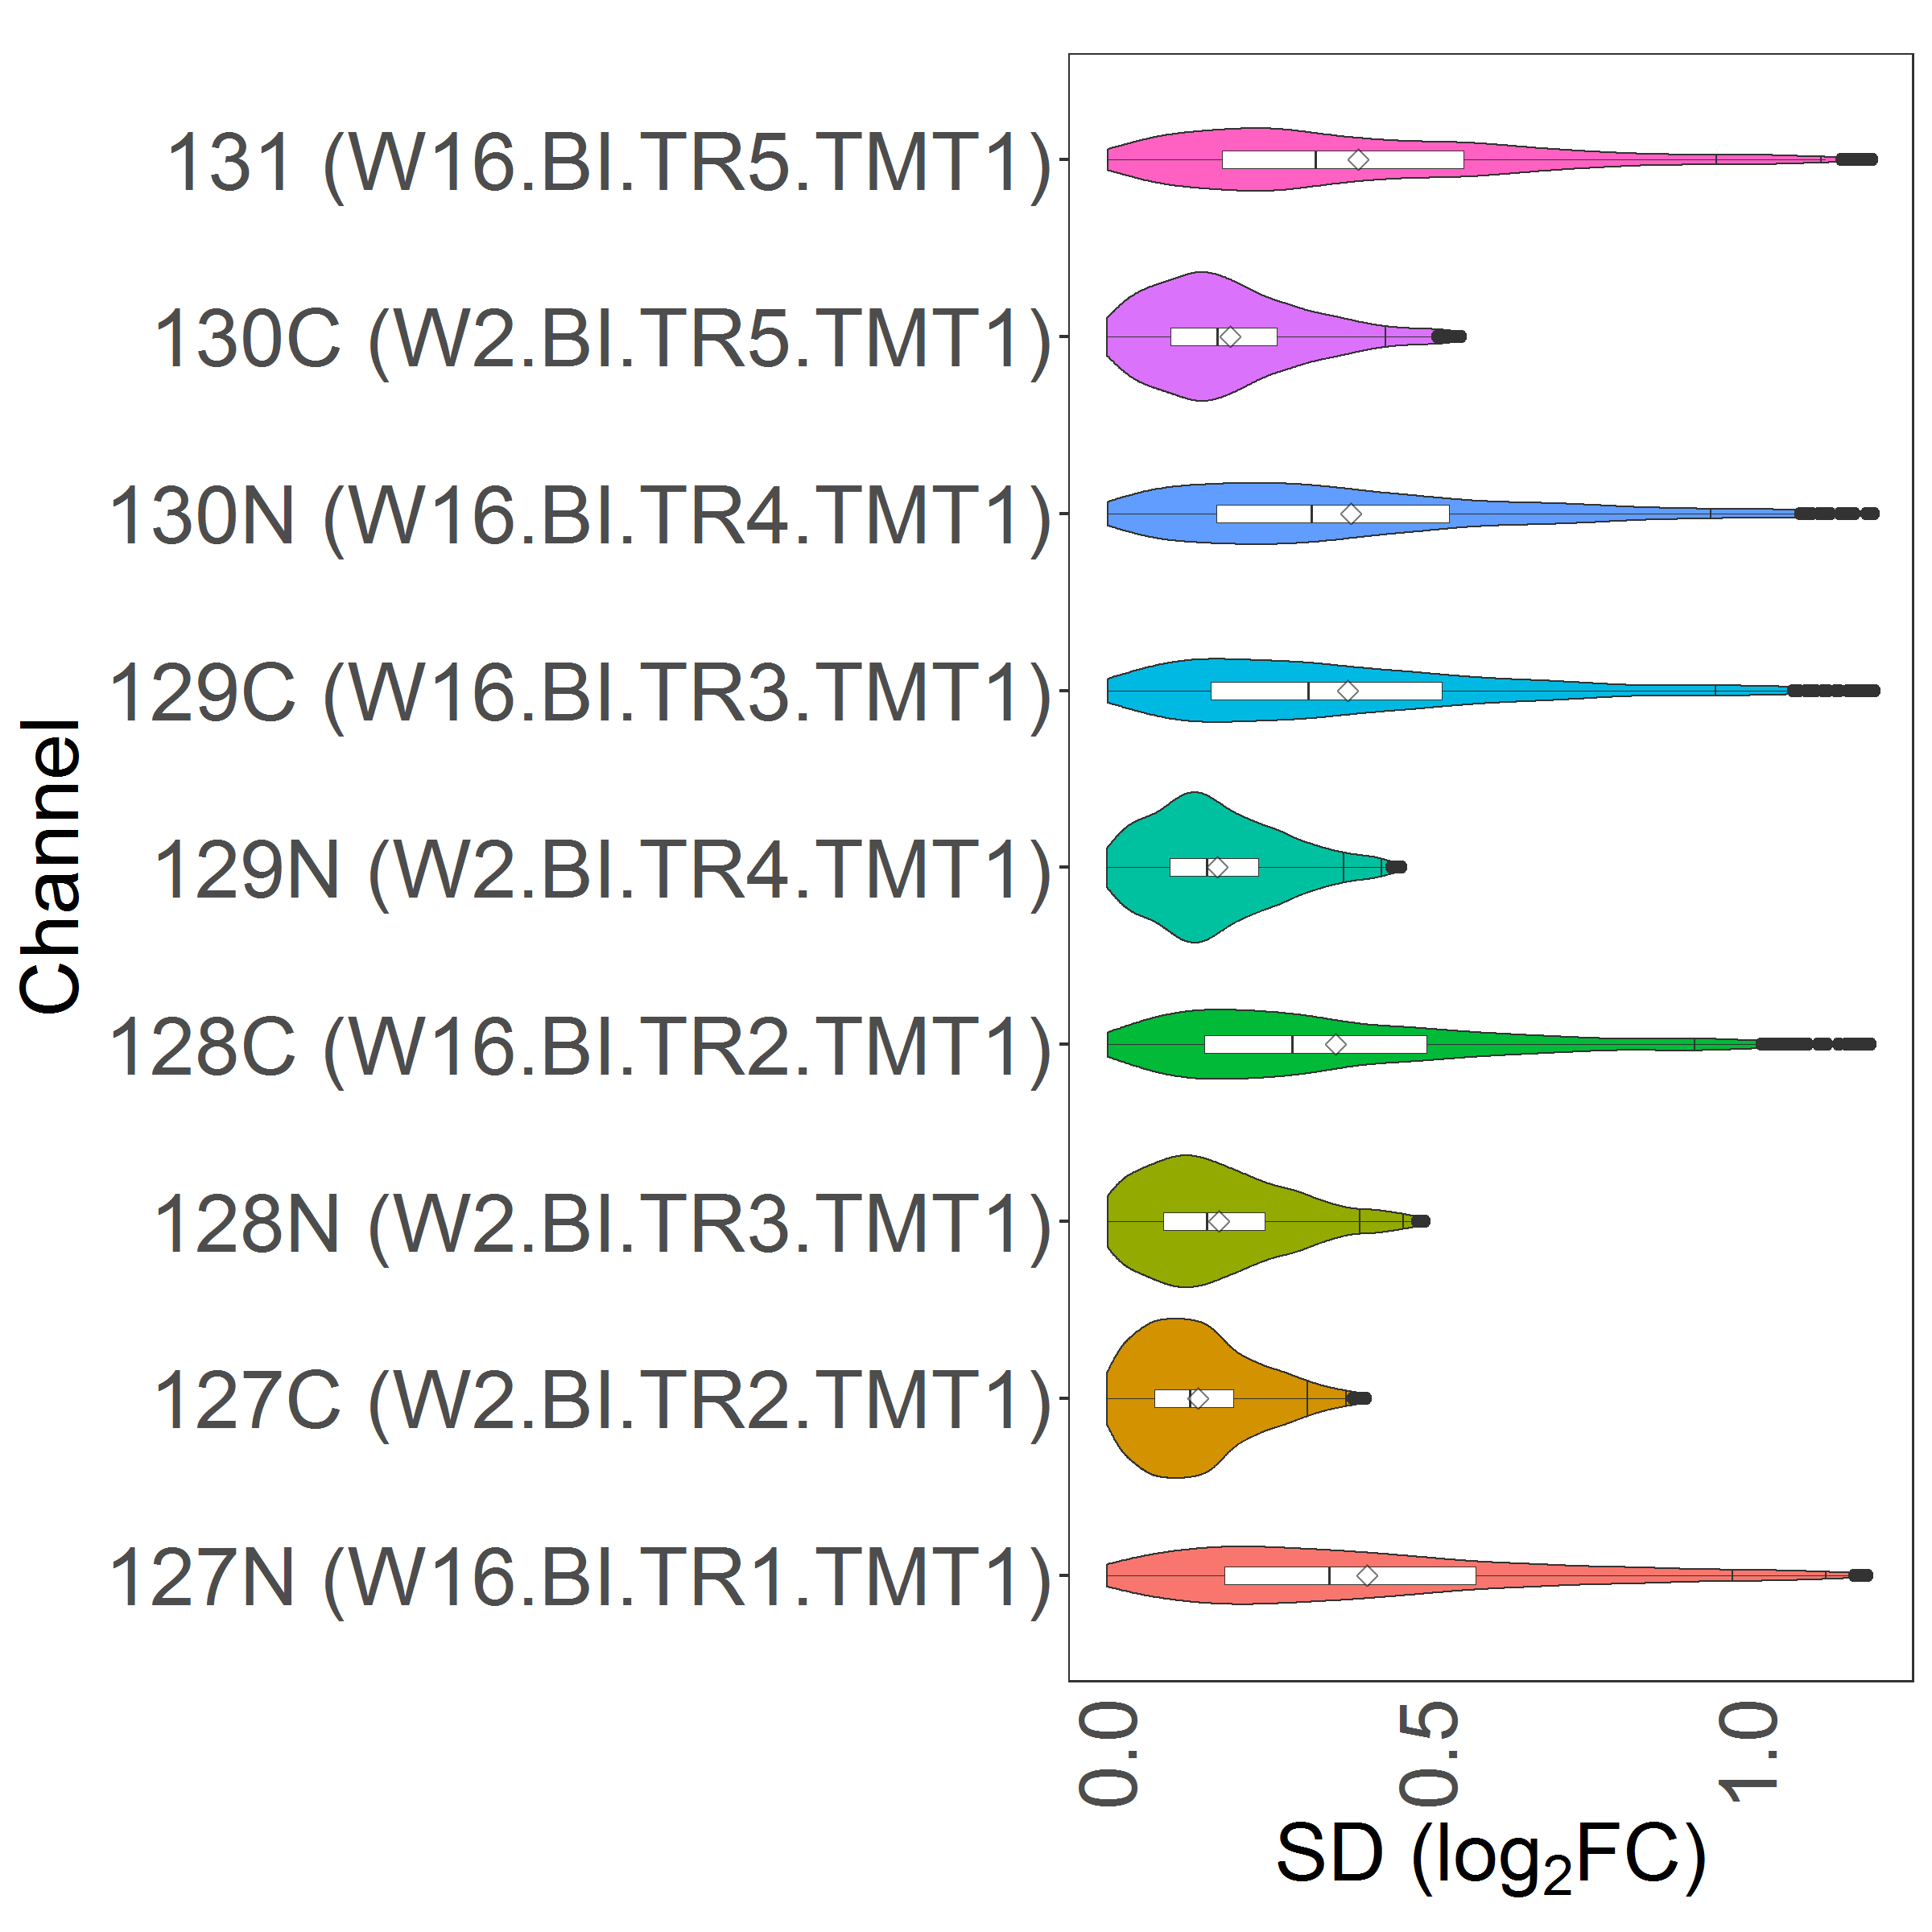 131 (W16.BI.TR5.TMT1)
130C (W2.BI.TR5.TMT1)
130N (W16.BI.TR4.TMT1)
129C (W16.BI.TR3.TMT1)
129N (W2.BI.TR4.TMT1)
128C (W16.BI.TR2.TMT1)
128N (W2.BI.TR3.TMT1)
127C (W2.BI.TR2.TMT1)
127N (W16.BI.TR1.TMT1)
Channel
0.0
0.5
1.0
SD (log₂FC)